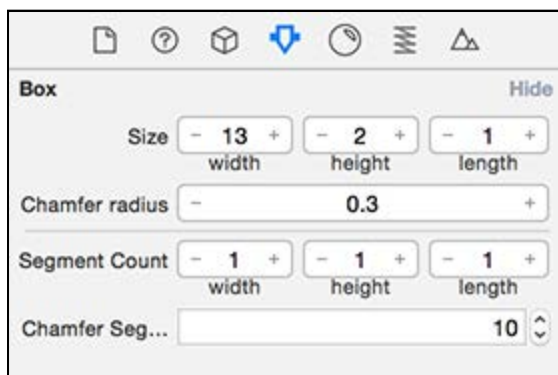 Box Hide
Size - 13 + - 2 + - 1 +
width height length
Chamfer radius - 0.3 +
Segment Count - 1 + - 1 + - 1 +
width height length
Chamfer Seg... 10